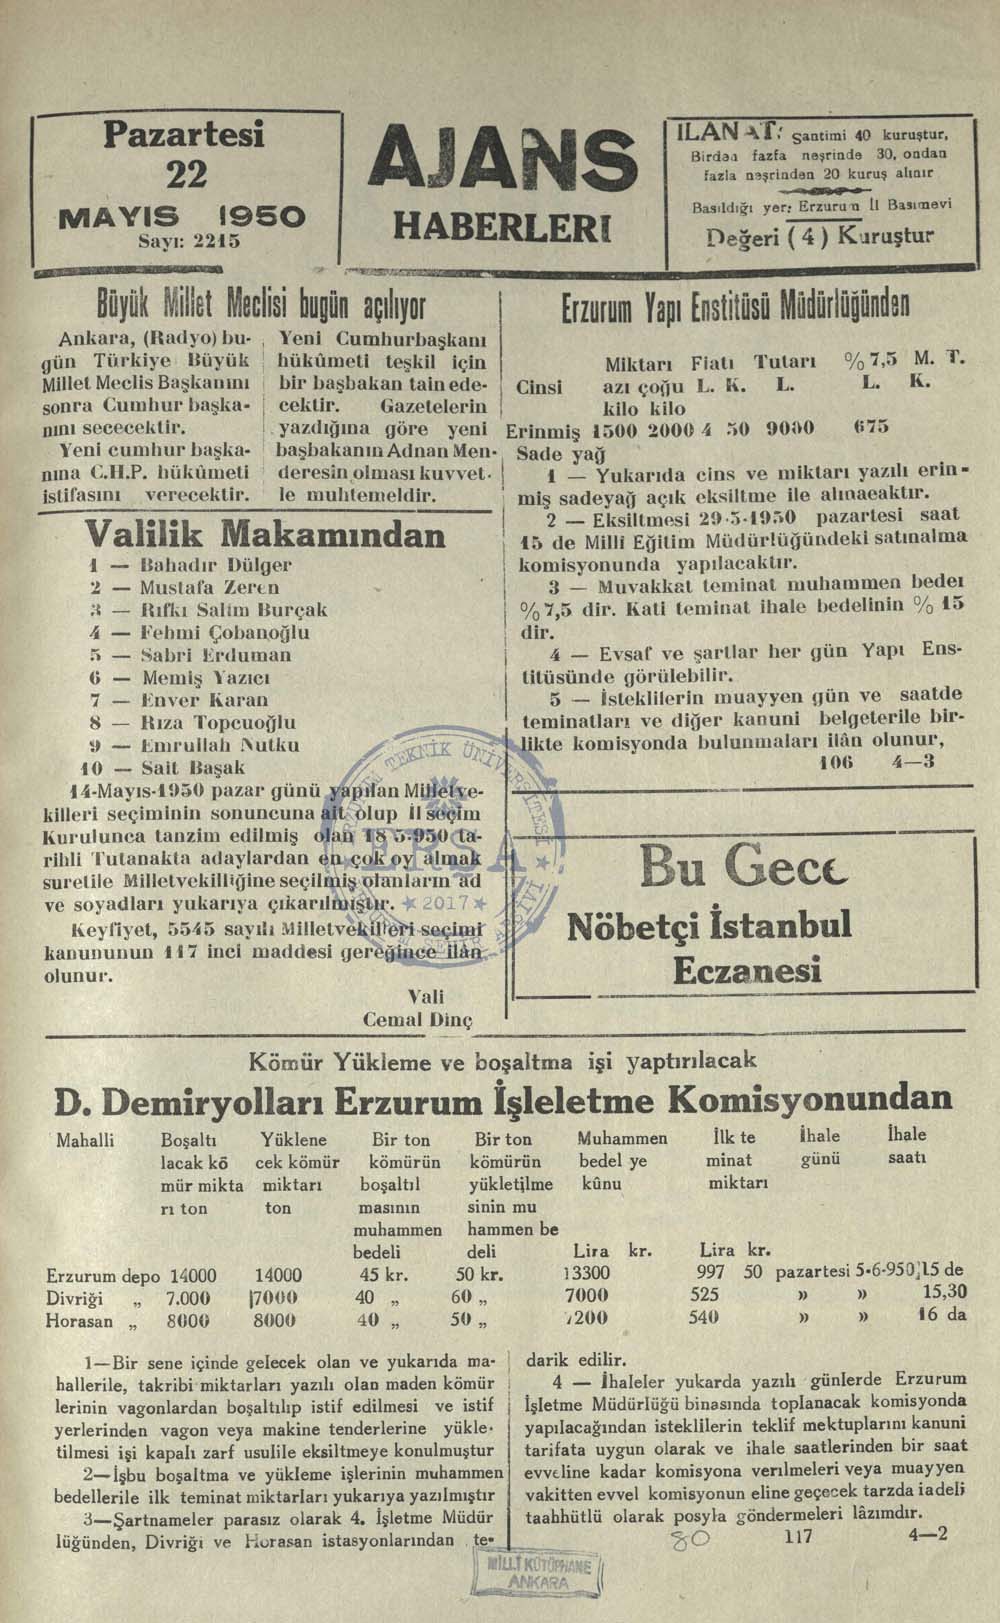 Pazartesi
22
MAYIS 1950
Sayı: 2215
AJANS
HABERLERİ
İLANAT: Santimi 40 kuruştur,
Birden fazfa neşrinde 30, ondan
fazla neşrinden 20 kuruş alınır
Basıldığı yer: Erzurum İl Basımevi
Değeri ( 4 ) Kuruştur
Büyük Millet Meclisi bugün açılıyor
Ankara, (Radyo) bu-
gün Türkiye Büyük
Millet Meclis Başkanını
sonra Cumhur başka-
nını sececektir.
Yeni cumhur başka-
nına C.H.P. hükûmeti
istifasını verecektir.
Yeni Cumhurbaşkanı
hükûmeti teşkil için
bir başbakan tain ede-
cektir. Gazetelerin
yazdığına göre yeni
başbakanın Adnan Men-
deresin olması kuvvet-
le muhtemeldir.
Valilik Makamından
1 — Bahadır Dülger
2 — Mustafa Zeren
3 — Rıfkı Salim Burçak
4 — Fehmi Çobanoğlu
5 — Sabri Erduman
6 — Memiş Yazıcı
7 — Enver Karan
8 — Rıza Topcuoğlu
9 — Emrullah Nutku
10 — Sait Başak
14-Mayıs-1950 pazar günü yapılan Milletve-
killeri seçiminin sonuncuna ait olup İl seçim
Kurulunca tanzim edilmiş olan 18 5-950 ta-
rihli Tutanakta adaylardan en çok oy almak
suretile Milletvekilliğine seçilmiş olanların ad
ve soyadları yukarıya çıkarılmıştır.
Keyfiyet, 5545 sayılı Milletvekilleri seçimi
kanununun 117 inci maddesi gereğince ilân
olunur.
Vali
Cemal Dinç
Erzurum Yapı Enstitüsü Müdürlüğünden
Miktarı Fiatı Tutarı %7,5 M. T.
Cinsi azı çoğu L. K. L. L. K.
kilo kilo
Erinmiş 1500 2000 4 50 9000 675
Sade yağ
1 — Yukarıda cins ve miktarı yazılı erin-
miş sadeyağ açık eksiltme ile alınacaktır.
2 — Eksiltmesi 29-5-1950 pazartesi saat
15 de Milli Eğitim Müdürlüğündeki satınalma
komisyonunda yapılacaktır.
3 — Muvakkat teminat muhammen bedei
%7,5 dir. Kati teminat ihale bedelinin % 15
dir.
4 — Evsaf ve şartlar her gün Yapı Ens-
titüsünde görülebilir.
5 — İsteklilerin muayyen gün ve saatde
teminatları ve diğer kanuni belgeterile bir-
likte komisyonda bulunmaları ilân olunur,
106 4—3
Bu Gece
Nöbetçi İstanbul
Eczanesi
ERZURUM TEKNİK ÜNİVERSİTESİ
ERŞA
2017
Kömür Yükleme ve boşaltma işi yaptırılacak
D. Demiryolları Erzurum İşleletme Komisyonundan
Mahalli Boşaltı Yüklene Bir ton Bir ton Muhammen İlk te İhale İhale
lacak kö cek kömür kömürün kömürün bedel ye minat günü saatı
mür mikta miktarı boşaltıl yükletilme kûnu miktarı
rı ton ton masının sinin mu
muhammen hammen be
bedeli deli Lira kr. Lira kr.
Erzurum depo 14000 14000 45 kr. 50 kr. 13300 997 50 pazartesi 5-6-950 15 de
Divriği „ 7.000 7000 40 „ 60 „ 7000 525 » » 15,30
Horasan „ 8000 8000 40 „ 50 „ 7200 540 » » 16 da
1—Bir sene içinde gelecek olan ve yukarıda ma-
hallerile, takribi miktarları yazılı olan maden kömür
lerinin vagonlardan boşaltılıp istif edilmesi ve istif
yerlerinden vagon veya makine tenderlerine yükle-
tilmesi işi kapalı zarf usulile eksiltmeye konulmuştur
2—İşbu boşaltma ve yükleme işlerinin muhammen
bedellerile ilk teminat miktarları yukarıya yazılmıştır
3—Şartnameler parasız olarak 4. İşletme Müdür
lüğünden, Divriği ve Horasan istasyonlarından te-
darik edilir.
4 — İhaleler yukarda yazılı günlerde Erzurum
İşletme Müdürlüğü binasında toplanacak komisyonda
yapılacağından isteklilerin teklif mektuplarını kanuni
tarifata uygun olarak ve ihale saatlerinden bir saat
evveline kadar komisyona verilmeleri veya muayyen
vakitten evvel komisyonun eline geçecek tarzda iadeli
taahhütlü olarak posyla göndermeleri lâzımdır.
80 117 4—2
MİLLİ KÜTÜPHANE
ANKARA